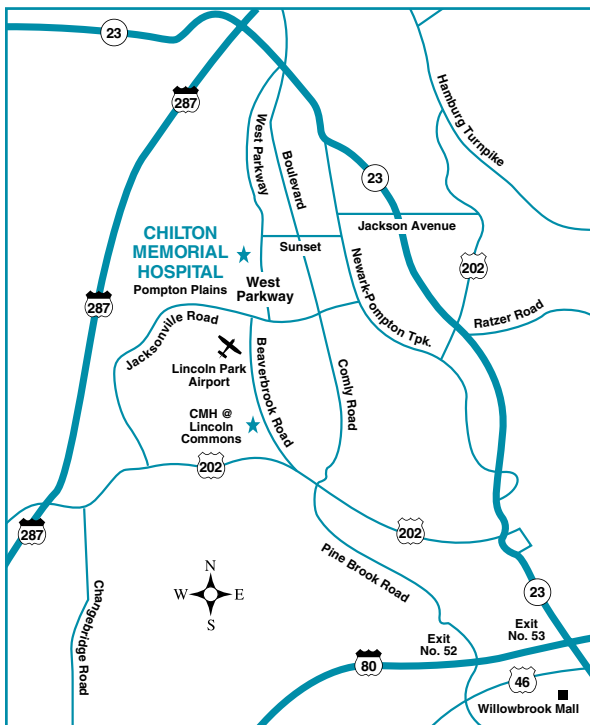 23
287
Hamburg Turnpike
West Parkway
Boulevard
23
Jackson Avenue
Sunset
CHILTON
MEMORIAL
HOSPITAL
Pompton Plains
West
Parkway
Newark-Pompton Tpk.
202
287
Ratzer Road
Jacksonville Road
Lincoln Park
Airport
Beaverbrook Road
Comly Road
CMH @
Lincoln
Commons
202
287
202
Pine Brook Road
N
W
E
S
Changebridge Road
23
Exit
No. 53
Exit
No. 52
80
46
Willowbrook Mall